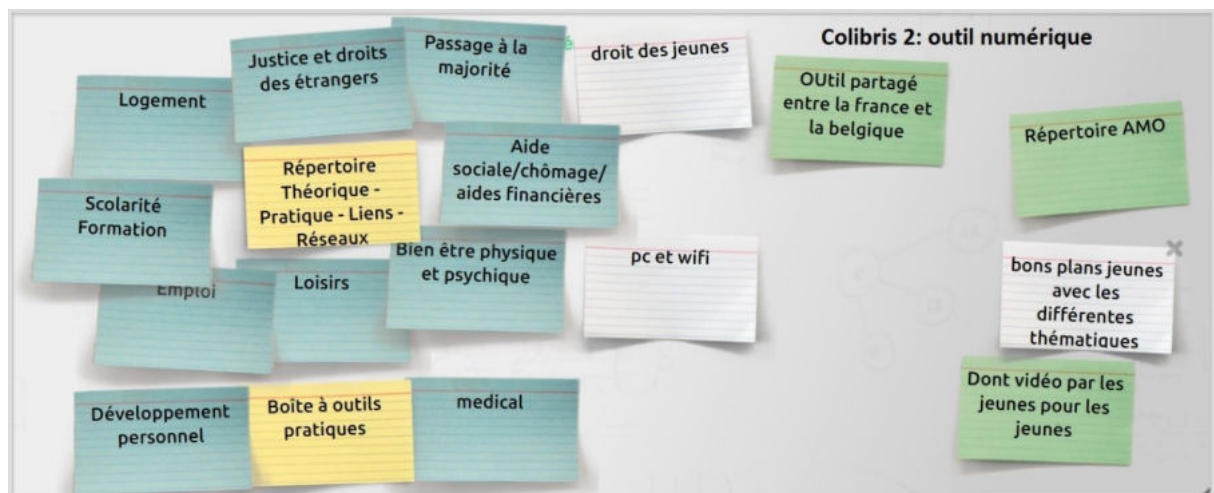 Colibris 2: outil numérique
Logement
Justice et droits
des étrangers
Passage à la
majorité
é
droit des jeunes
OUtil partagé
entre la france et
la belgique
Répertoire AMO
Scolarité
Formation
Répertoire
Théorique -
Pratique - Liens -
Réseaux
Aide
sociale/chômage/
aides financières
Emploi
Loisirs
Bien être physique
et psychique
pc et wifi
bons plans jeunes
avec les
différentes
thématiques
Développement
personnel
Boîte à outils
pratiques
medical
Dont vidéo par les
jeunes pour les
jeunes